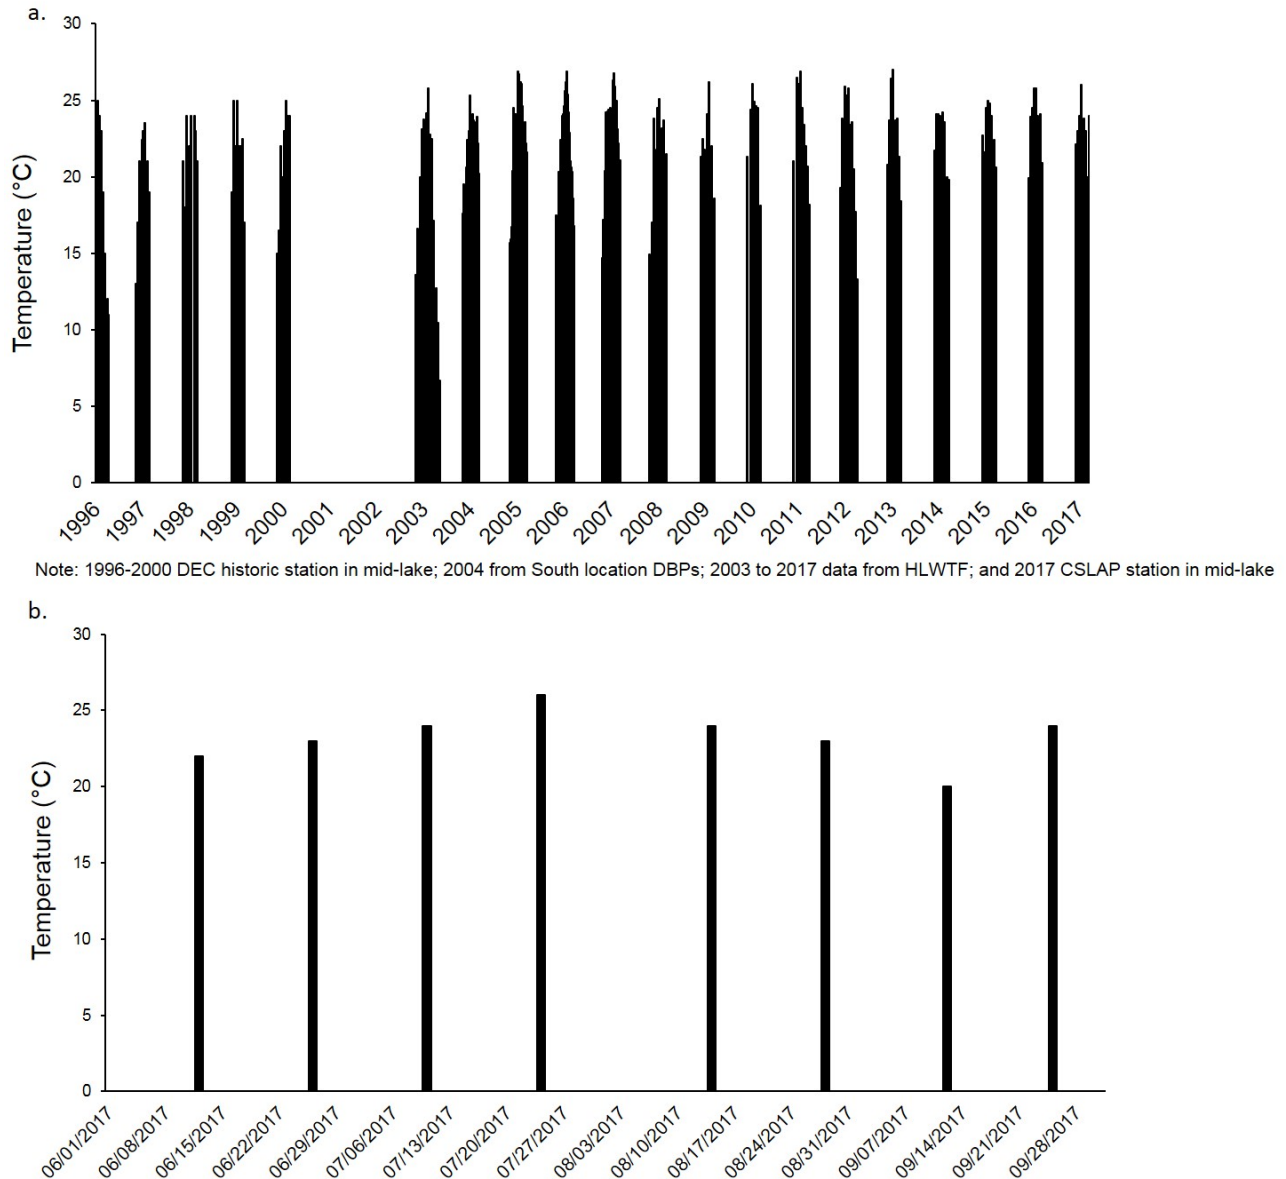 a.
30
25
20
15
10
5
0
Temperature (°C)
1996 1997 1998 1999 2000 2001 2002 2003 2004 2005 2006 2007 2008 2009 2010 2011 2012 2013 2014 2015 2016 2017
Note: 1996-2000 DEC historic station in mid-lake; 2004 from South location DBPs; 2003 to 2017 data from HLWTF; and 2017 CSLAP station in mid-lake
b.
30
25
20
15
10
5
0
Temperature (°C)
06/01/2017 06/08/2017 06/15/2017 06/22/2017 06/29/2017 07/06/2017 07/13/2017 07/20/2017 07/27/2017 08/03/2017 08/10/2017 08/17/2017 08/24/2017 08/31/2017 09/07/2017 09/14/2017 09/21/2017 09/28/2017